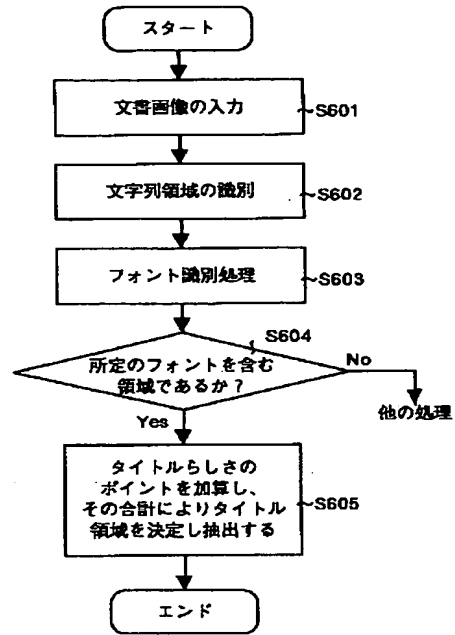 スタート
文書画像の入力
S601
文字列領域の識別
S602
フォント識別処理
S603
S604
所定のフォントを含む
領域であるか?
No
他の処理
Yes
タイトルらしさの
ポイントを加算し、
その合計によりタイトル
領域を決定し抽出する
S605
エンド